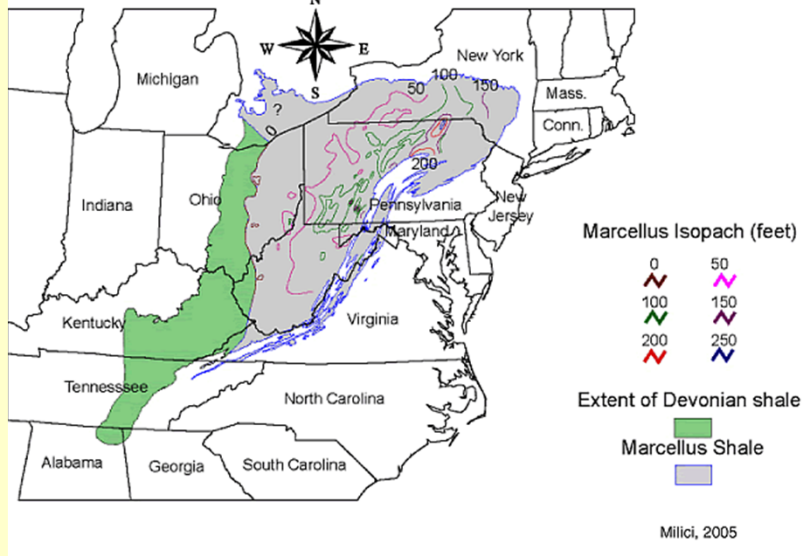 N
W E
S
New York
Michigan
50 100 150
Mass.
?
0
Conn.
200
Indiana
Ohio
Pennsylvania
New
Jersey
Maryland
Kentucky
Virginia
Tennesssee
North Carolina
Alabama
Georgia
South Carolina
Marcellus Isopach (feet)
0 50
100 150
200 250
Extent of Devonian shale
Marcellus Shale
Milici, 2005